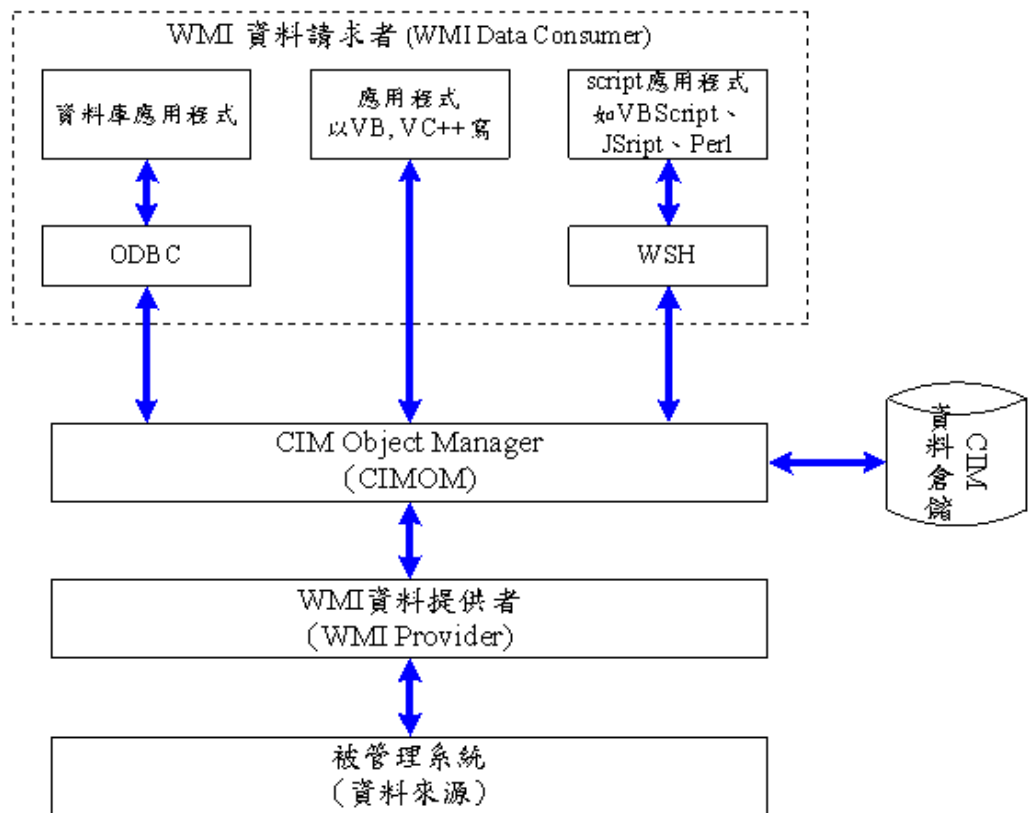 WMI 資料請求者 (WMI Data Consumer)
資料庫應用程式
應用程式
以VB, VC++ 寫
script應用程式
如VBScript、
JSript、Perl
ODBC
WSH
CIM Object Manager
(CIMOM)
CIM
資料倉儲
WMI資料提供者
(WMI Provider)
被管理系統
(資料來源)